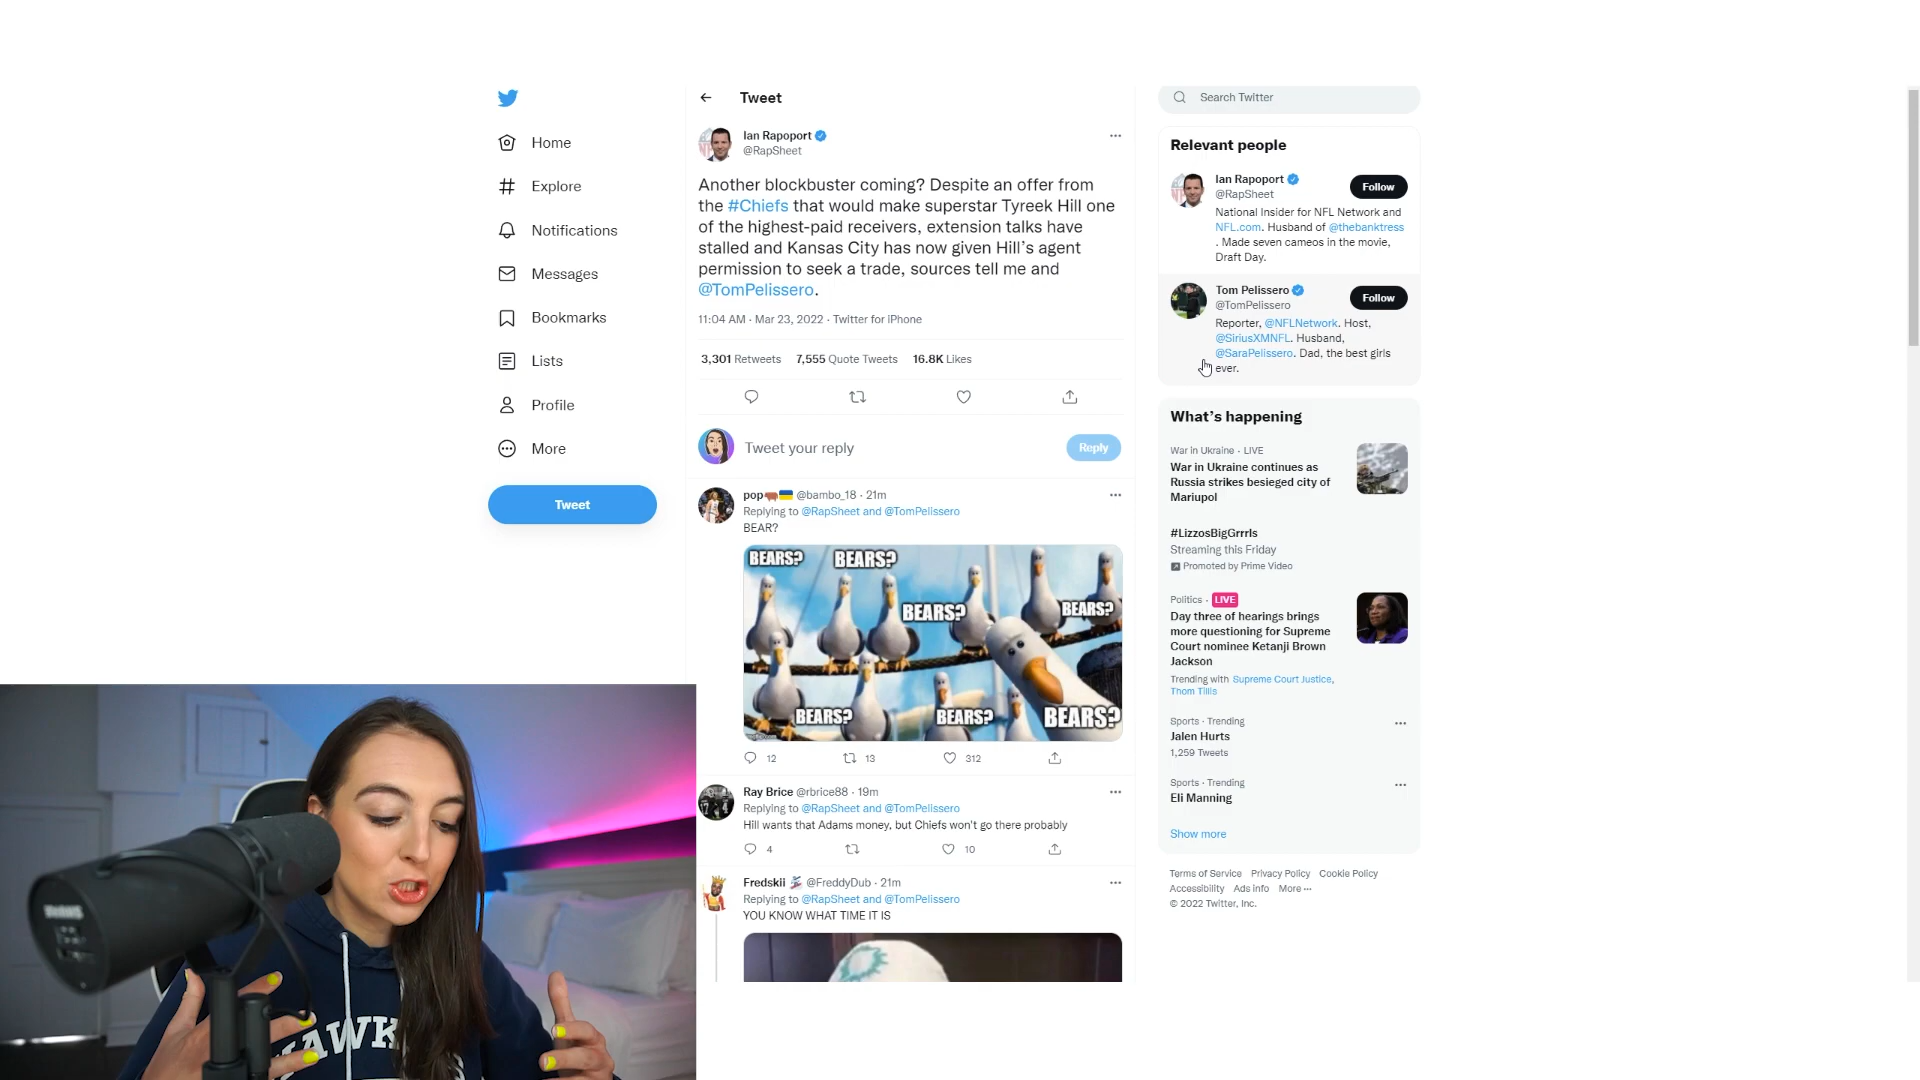 Home
Explore
Notifications
Messages
Bookmarks
Lists
Profile
More
Tweet
Tweet
Ian Rapoport
@RapSheet
Another blockbuster coming? Despite an offer from
the #Chiefs that would make superstar Tyreek Hill one
of the highest-paid receivers, extension talks have
stalled and Kansas City has now given Hill's agent
permission to seek a trade, sources tell me and
@TomPelissero.
11:04 AM · Mar 23, 2022 · Twitter for iPhone
3,301 Retweets 7,555 Quote Tweets 16.8K Likes
Tweet your reply
Reply
pop @bambo_18 · 21m
Replying to @RapSheet and @TomPelissero
BEAR?
BEARS? BEARS?
BEARS? BEARS?
BEARS? BEARS? BEARS?
12 13 312
Ray Brice @rbrice88 · 19m
Replying to @RapSheet and @TomPelissero
Hill wants that Adams money, but Chiefs won't go there probably
4 10
Fredskii @FreddyDub · 21m
Replying to @RapSheet and @TomPelissero
YOU KNOW WHAT TIME IT IS
Search Twitter
Relevant people
Ian Rapoport
@RapSheet
Follow
National Insider for NFL Network and
NFL.com. Husband of @thebanktress
. Made seven cameos in the movie,
Draft Day.
Tom Pelissero
@TomPelissero
Follow
Reporter, @NFLNetwork. Host,
@SiriusXMNFL. Husband,
@SaraPelissero. Dad, the best girls
ever.
What's happening
War in Ukraine · LIVE
War in Ukraine continues as
Russia strikes besieged city of
Mariupol
#LizzosBigGrrrls
Streaming this Friday
Promoted by Prime Video
Politics · LIVE
Day three of hearings brings
more questioning for Supreme
Court nominee Ketanji Brown
Jackson
Trending with Supreme Court Justice,
Thom Tillis
Sports · Trending
Jalen Hurts
1,259 Tweets
Sports · Trending
Eli Manning
Show more
Terms of Service Privacy Policy Cookie Policy
Accessibility Ads info More ···
© 2022 Twitter, Inc.